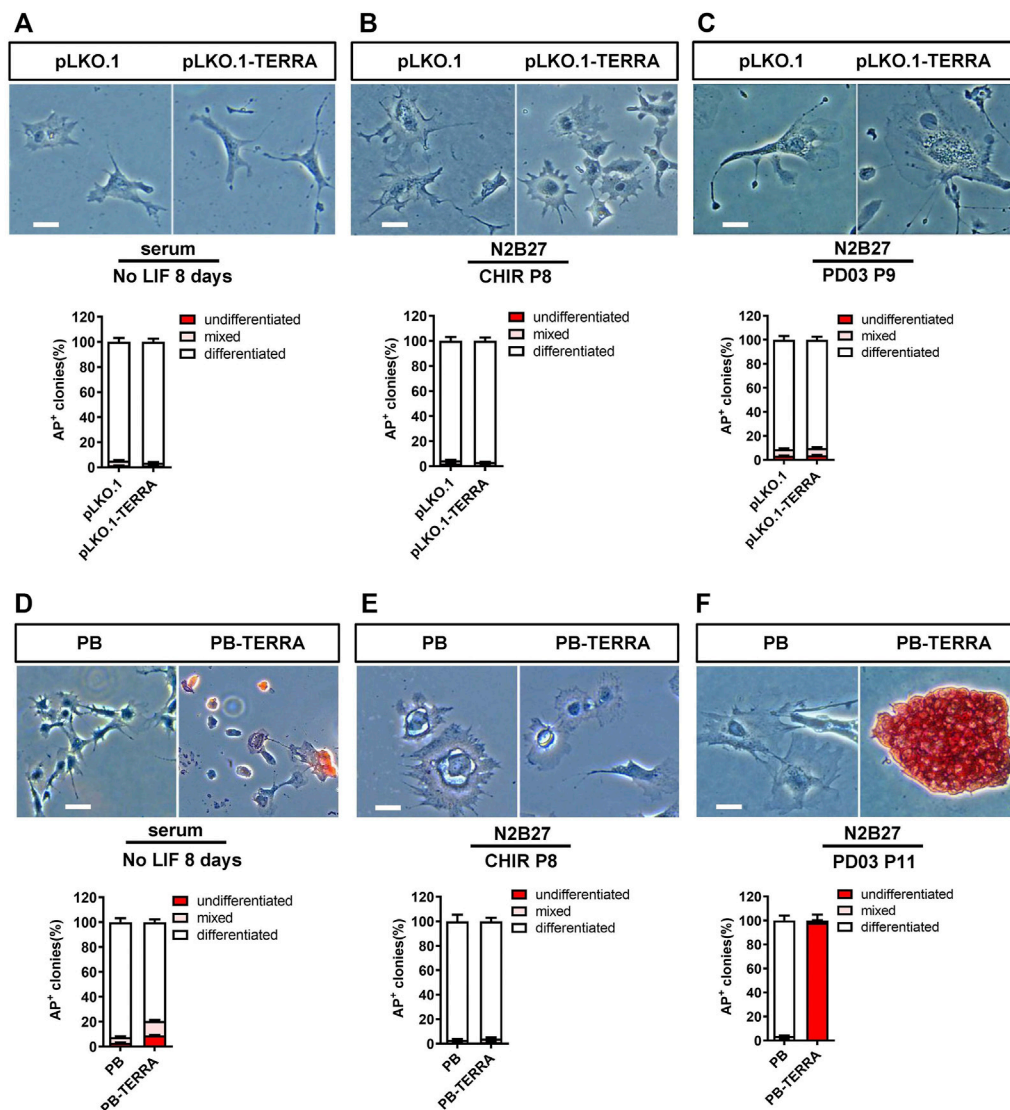 A
pLKO.1 pLKO.1-TERRA
serum
No LIF 8 days
AP⁺ clonies(%)
120
100
80
60
40
20
0
undifferentiated
mixed
differentiated
pLKO.1
pLKO.1-TERRA
B
pLKO.1 pLKO.1-TERRA
N2B27
CHIR P8
AP⁺ clonies(%)
120
100
80
60
40
20
0
undifferentiated
mixed
differentiated
pLKO.1
pLKO.1-TERRA
C
pLKO.1 pLKO.1-TERRA
N2B27
PD03 P9
AP⁺ clonies(%)
120
100
80
60
40
20
0
undifferentiated
mixed
differentiated
pLKO.1
pLKO.1-TERRA
D
PB PB-TERRA
serum
No LIF 8 days
AP⁺ clonies(%)
120
100
80
60
40
20
0
undifferentiated
mixed
differentiated
PB
PB-TERRA
E
PB PB-TERRA
N2B27
CHIR P8
AP⁺ clonies(%)
120
100
80
60
40
20
0
undifferentiated
mixed
differentiated
PB
PB-TERRA
F
PB PB-TERRA
N2B27
PD03 P11
AP⁺ clonies(%)
120
100
80
60
40
20
0
undifferentiated
mixed
differentiated
PB
PB-TERRA